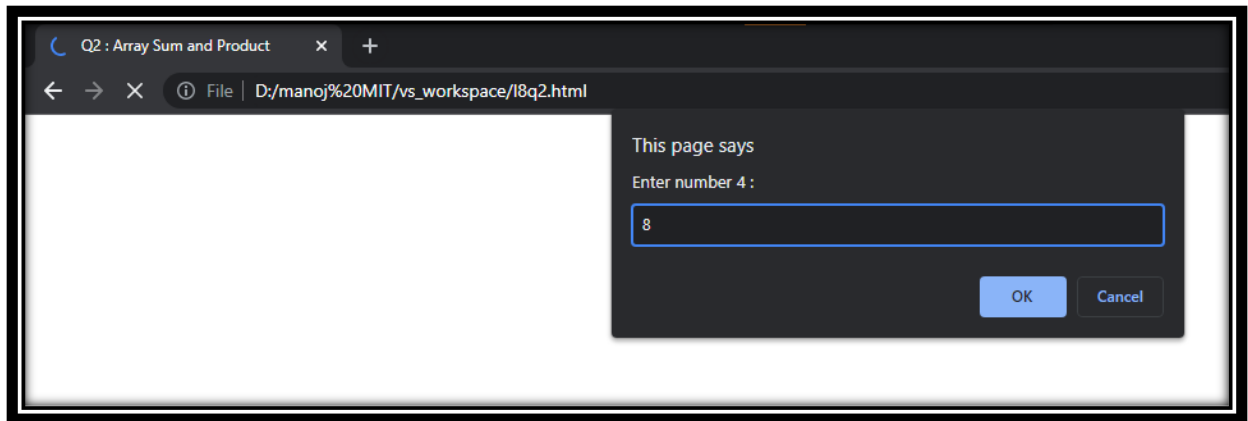 Q2 : Array Sum and Product
File D:/manoj%20MIT/vs_workspace/l8q2.html
This page says
Enter number 4 :
8
OK Cancel